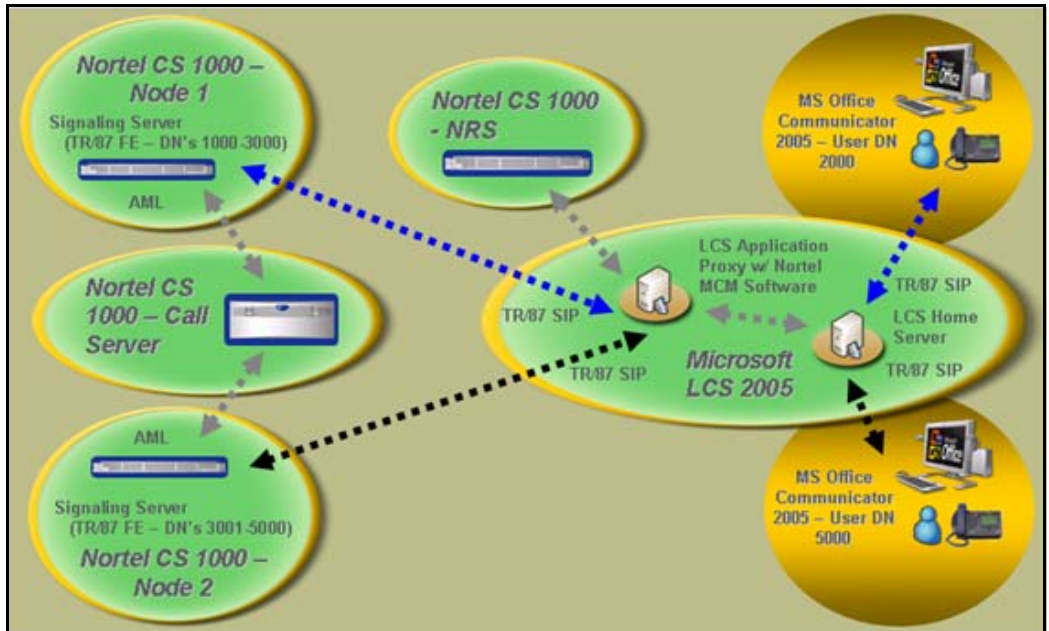 Nortel CS 1000 –
Node 1
Signaling Server
(TR/87 FE – DN's 1000-3000)
AML
Nortel CS 1000
- NRS
MS Office
Communicator
2005 – User DN
2000
Office
Nortel CS
1000 – Call
Server
LCS Application
Proxy w/ Nortel
MCM Software
TR/87 SIP
TR/87 SIP
LCS Home
Server
TR/87 SIP
Microsoft
LCS 2005
TR/87 SIP
AML
Signaling Server
(TR/87 FE – DN's 3001-5000)
Nortel CS 1000 –
Node 2
MS Office
Communicator
2005 – User DN
5000
Office